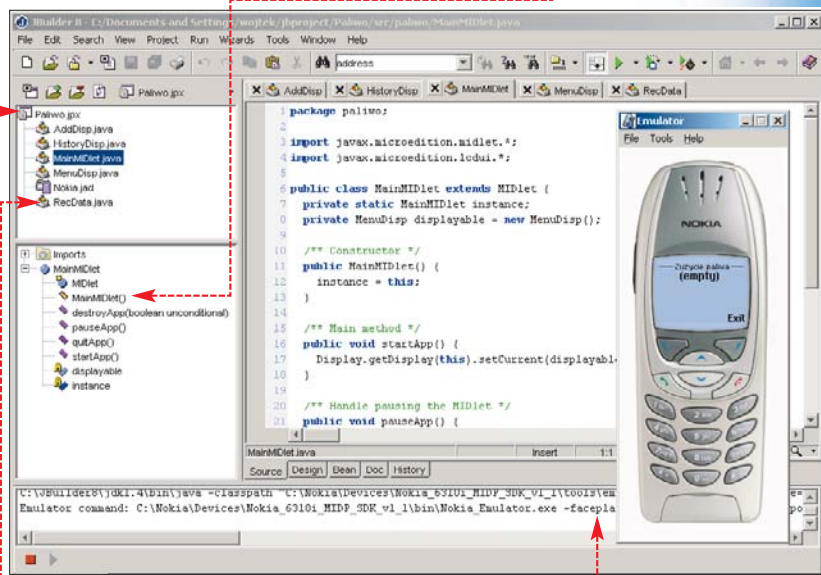 JBuilder 8 - C:/Documents and Settings/wojtek/jbproject/Paliwo/src/paliwo/MainMIDlet.java
File Edit Search View Project Run Wizards Tools Window Help
address
Paliwo.jpx
AddDisp HistoryDisp MainMIDlet MenuDisp RecData
Paliwo.jpx
AddDisp.java
HistoryDisp.java
MainMIDlet.java
MenuDisp.java
Nokia.jad
RecData.java
Imports
MainMIDlet
MIDlet
MainMIDlet()
destroyApp(boolean unconditional)
pauseApp()
quitApp()
startApp()
displayable
instance
1 package paliwo;
2
3 import javax.microedition.midlet.*;
4 import javax.microedition.lcdui.*;
5
6 public class MainMIDlet extends MIDlet {
7 private static MainMIDlet instance;
8 private MenuDisp displayable = new MenuDisp();
9
10 /** Constructor */
11 public MainMIDlet() {
12 instance = this;
13 }
14
15 /** Main method */
16 public void startApp() {
17 Display.getDisplay(this).setCurrent(displayable
18 }
19
20 /** Handle pausing the MIDlet */
21 public void pauseApp() {
MainMIDlet.java Insert 1:1
Source Design Bean Doc History
Emulator
File Tools Help
NOKIA
Zużycie paliwa
(empty)
Exit
C:\JBuilder8\jdk1.4\bin\java -classpath "C:\Nokia\Devices\Nokia_6310i_MIDP_SDK_v1_1\tools\em
Emulator command: C:\Nokia\Devices\Nokia_6310i_MIDP_SDK_v1_1\bin\Nokia_Emulator.exe -facepla